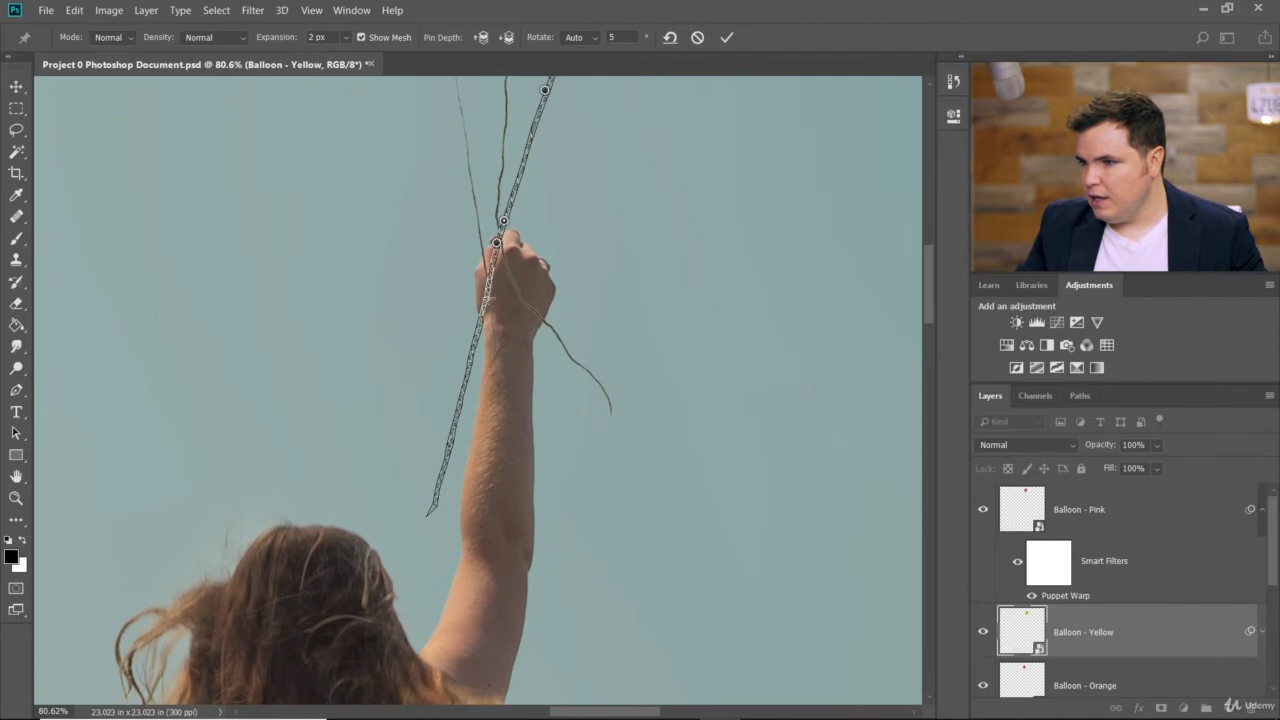 Ps File Edit Image Layer Type Select Filter 3D View Window Help
Mode: Normal Density: Normal Expansion: 2 px Show Mesh Pin Depth: Rotate: Auto 5 °
Project 0 Photoshop Document.psd @ 80.6% (Balloon - Yellow, RGB/8*) *
Learn Libraries Adjustments
Add an adjustment
Layers Channels Paths
Kind
Normal Opacity: 100%
Lock: Fill: 100%
Balloon - Pink
Smart Filters
Puppet Warp
Balloon - Yellow
Balloon - Orange
80.62% 23.023 in x 23.023 in (300 ppi)
Udemy